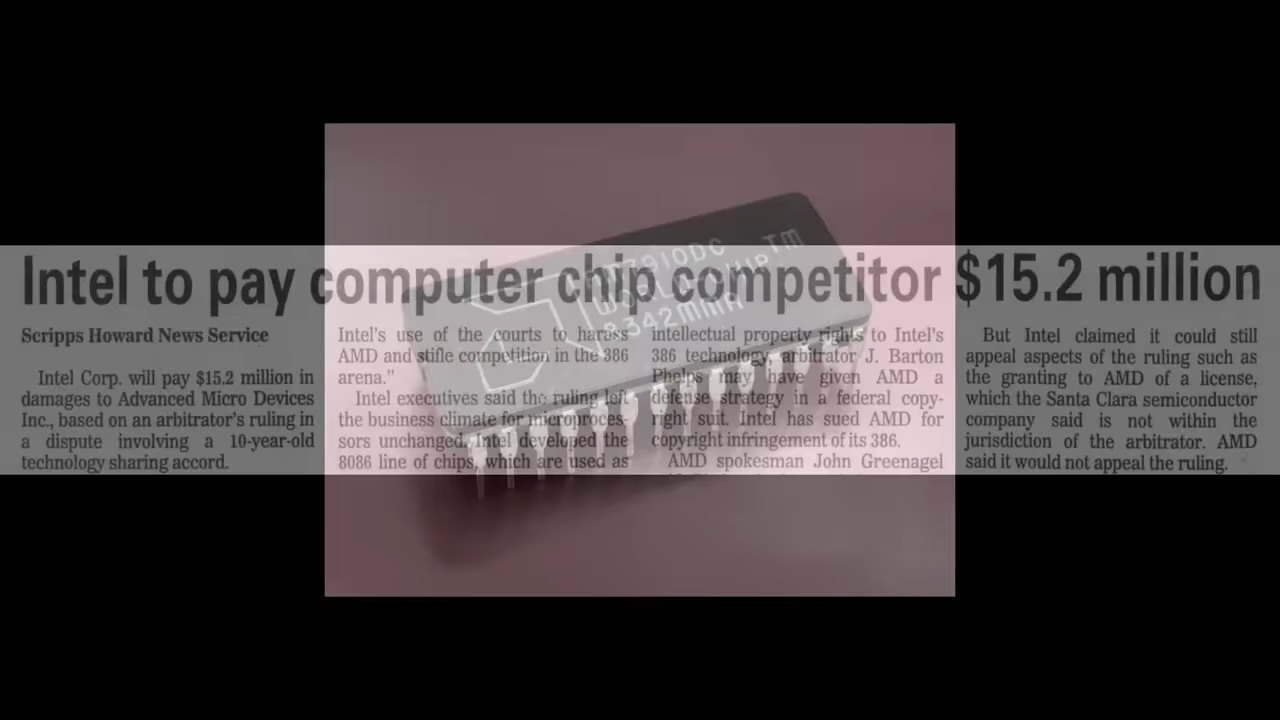 Intel to pay computer chip competitor $15.2 million
Scripps Howard News Service
Intel Corp. will pay $15.2 million in
damages to Advanced Micro Devices
Inc., based on an arbitrator's ruling in
a dispute involving a 10-year-old
technology sharing accord.
Intel's use of the courts to harass
AMD and stifle competition in the 386
arena."
Intel executives said the ruling left
the business climate for microproces-
sors unchanged. Intel developed the
8086 line of chips, which are used as
intellectual property rights to Intel's
386 technology, arbitrator J. Barton
Phelps may have given AMD a
defense strategy in a federal copy-
right suit. Intel has sued AMD for
copyright infringement of its 386.
AMD spokesman John Greenagel
But Intel claimed it could still
appeal aspects of the ruling such as
the granting to AMD of a license,
which the Santa Clara semiconductor
company said is not within the
jurisdiction of the arbitrator. AMD
said it would not appeal the ruling.
TM
8342MMA